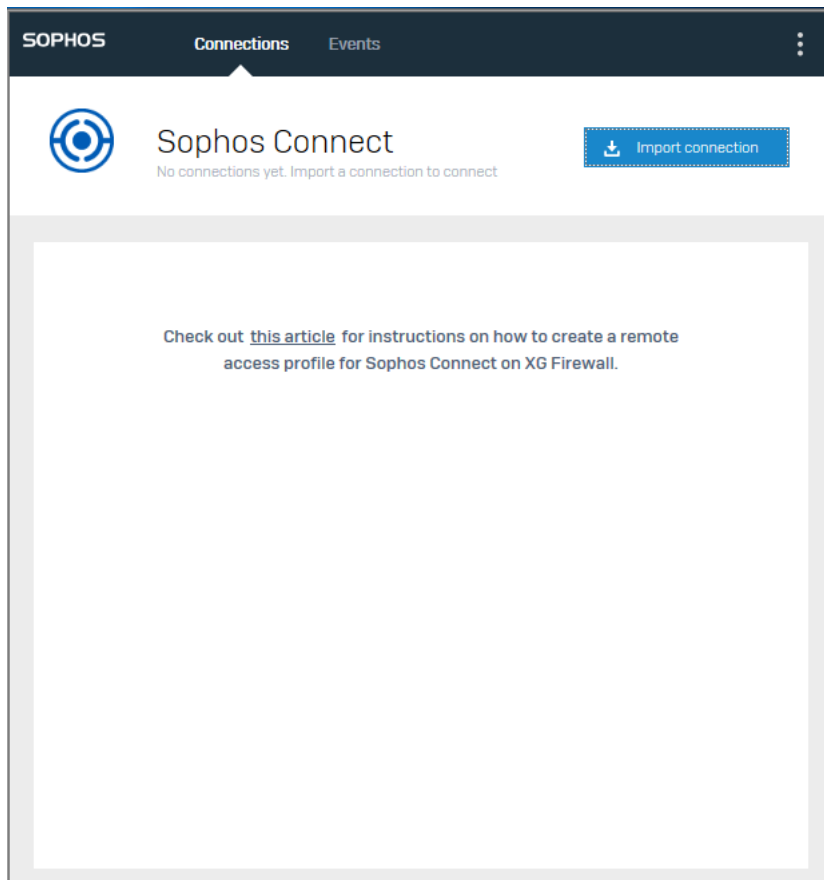 SOPHOS Connections Events
Sophos Connect
No connections yet. Import a connection to connect
Import connection
Check out this article for instructions on how to create a remote
access profile for Sophos Connect on XG Firewall.